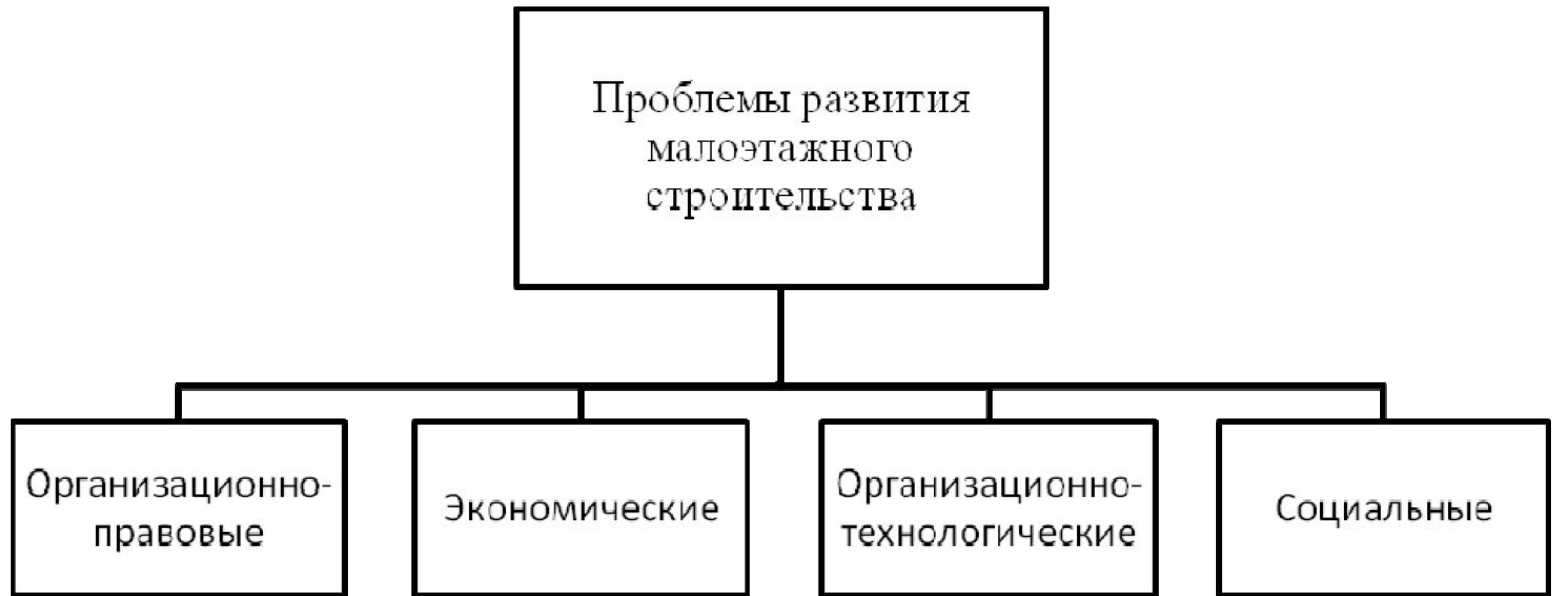 Проблемы развития
малоэтажного
строительства
Организационно-
правовые
Экономические
Организационно-
технологические
Социальные